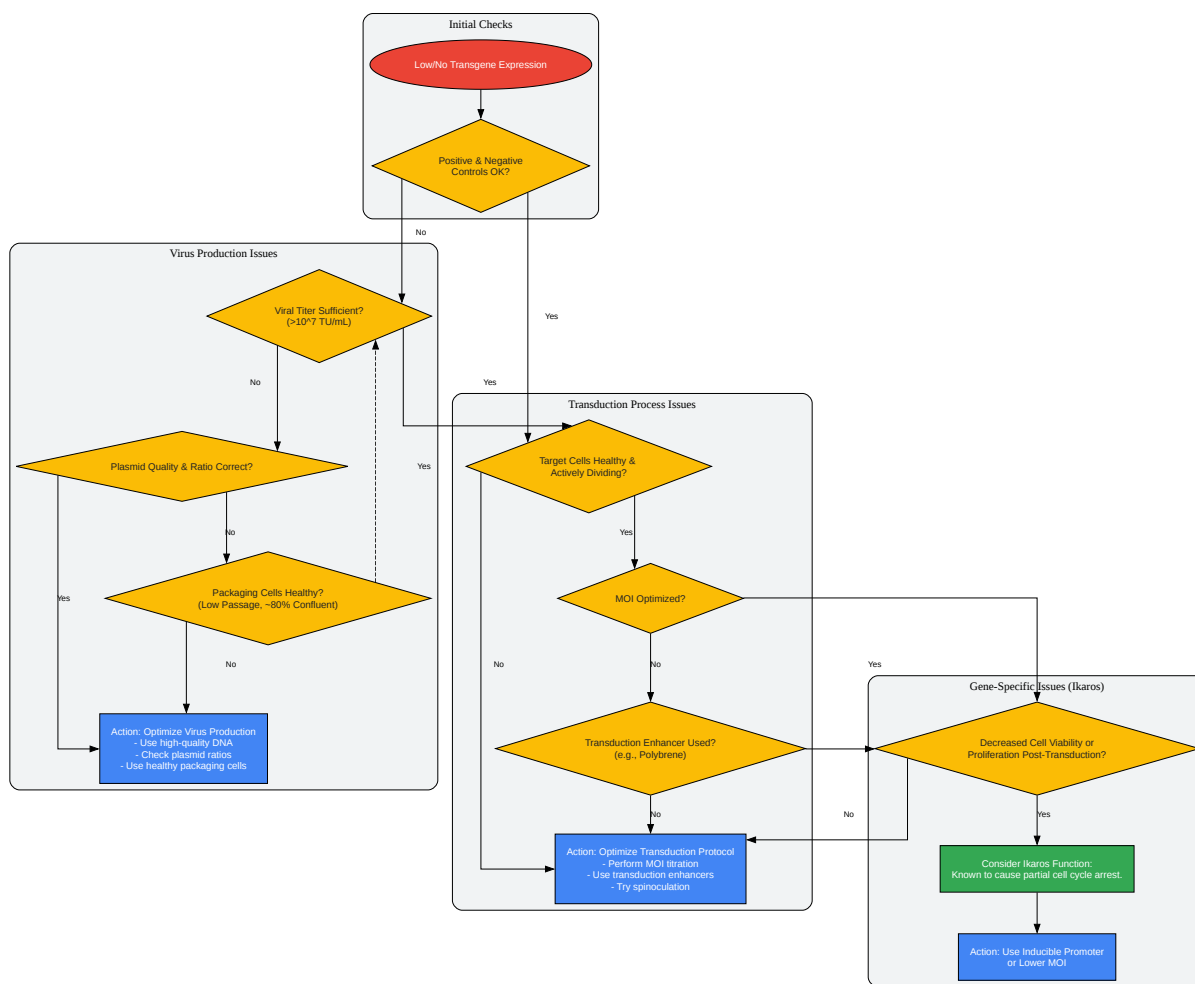 Initial Checks
Low/No Transgene Expression
Positive & Negative
Controls OK?
No
Yes
Virus Production Issues
Viral Titer Sufficient?
(>10^7 TU/mL)
No
Yes
Plasmid Quality & Ratio Correct?
Yes
No
Yes
Packaging Cells Healthy?
(Low Passage, ~80% Confluent)
No
Action: Optimize Virus Production
- Use high-quality DNA
- Check plasmid ratios
- Use healthy packaging cells
Transduction Process Issues
Target Cells Healthy &
Actively Dividing?
Yes
No
MOI Optimized?
No
Yes
Transduction Enhancer Used?
(e.g., Polybrene)
No
Action: Optimize Transduction Protocol
- Perform MOI titration
- Use transduction enhancers
- Try spinoculation
Gene-Specific Issues (Ikaros)
Decreased Cell Viability or
Proliferation Post-Transduction?
No
Yes
Consider Ikaros Function:
Known to cause partial cell cycle arrest.
Action: Use Inducible Promoter
or Lower MOI